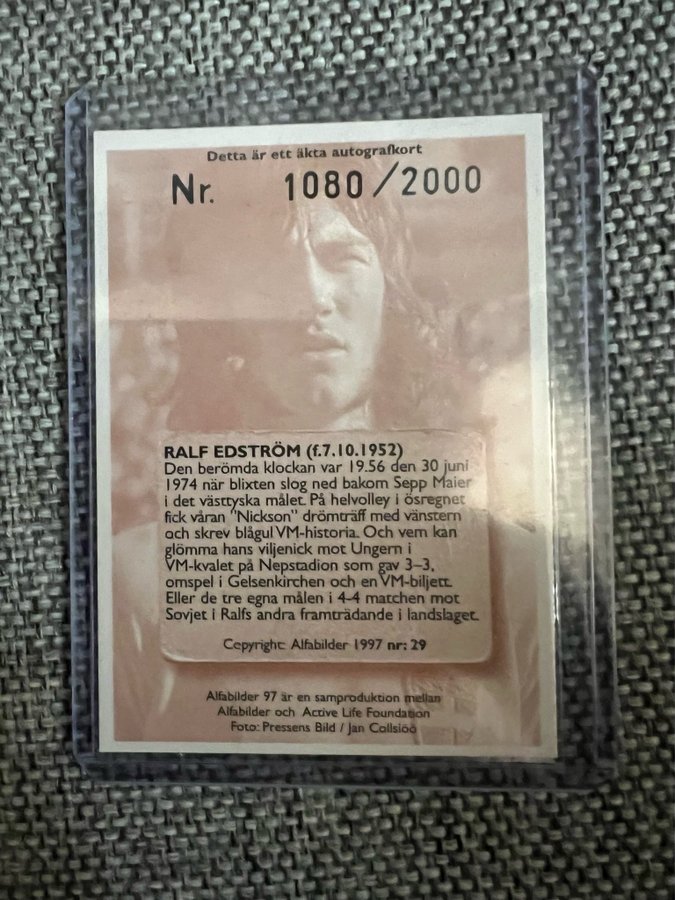 Detta är ett äkta autografkort
Nr. 1080/2000
RALF EDSTRÖM (f.7.10.1952)
Den berömda klockan var 19.56 den 30 juni
1974 när blixten slog ned bakom Sepp Maier
i det västtyska målet. På helvolley i ösregnet
fick våran "Nickson" drömträff med vänstern
och skrev blågul VM-historia. Och vem kan
glömma hans viljenick mot Ungern i
VM-kvalet på Nepstadion som gav 3–3,
omspel i Gelsenkirchen och en VM-biljett.
Eller de tre egna målen i 4-4 matchen mot
Sovjet i Ralfs andra framträdande i landslaget.
Copyright: Alfabilder 1997 nr: 29
Alfabilder 97 är en samproduktion mellan
Alfabilder och Active Life Foundation
Foto: Pressens Bild / Jan Collsiöö